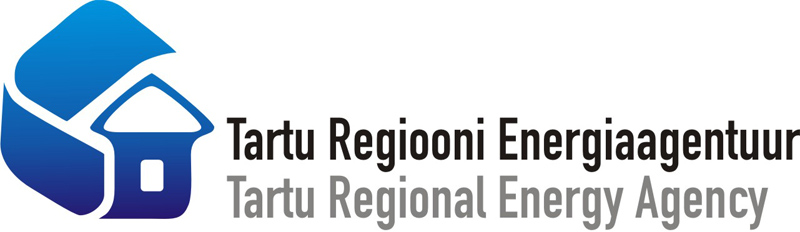 Tartu Regiooni Energiaagentuur
Tartu Regional Energy Agency